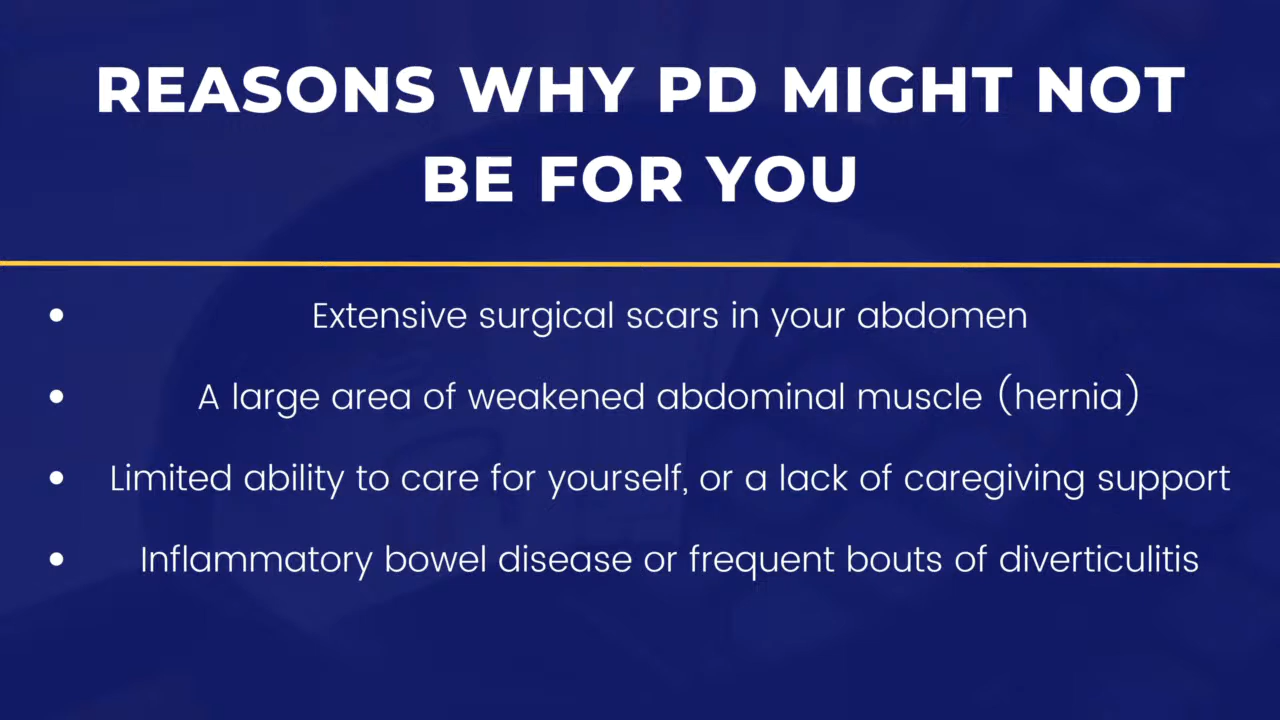 REASONS WHY PD MIGHT NOT
BE FOR YOU
• Extensive surgical scars in your abdomen
• A large area of weakened abdominal muscle (hernia)
• Limited ability to care for yourself, or a lack of caregiving support
• Inflammatory bowel disease or frequent bouts of diverticulitis